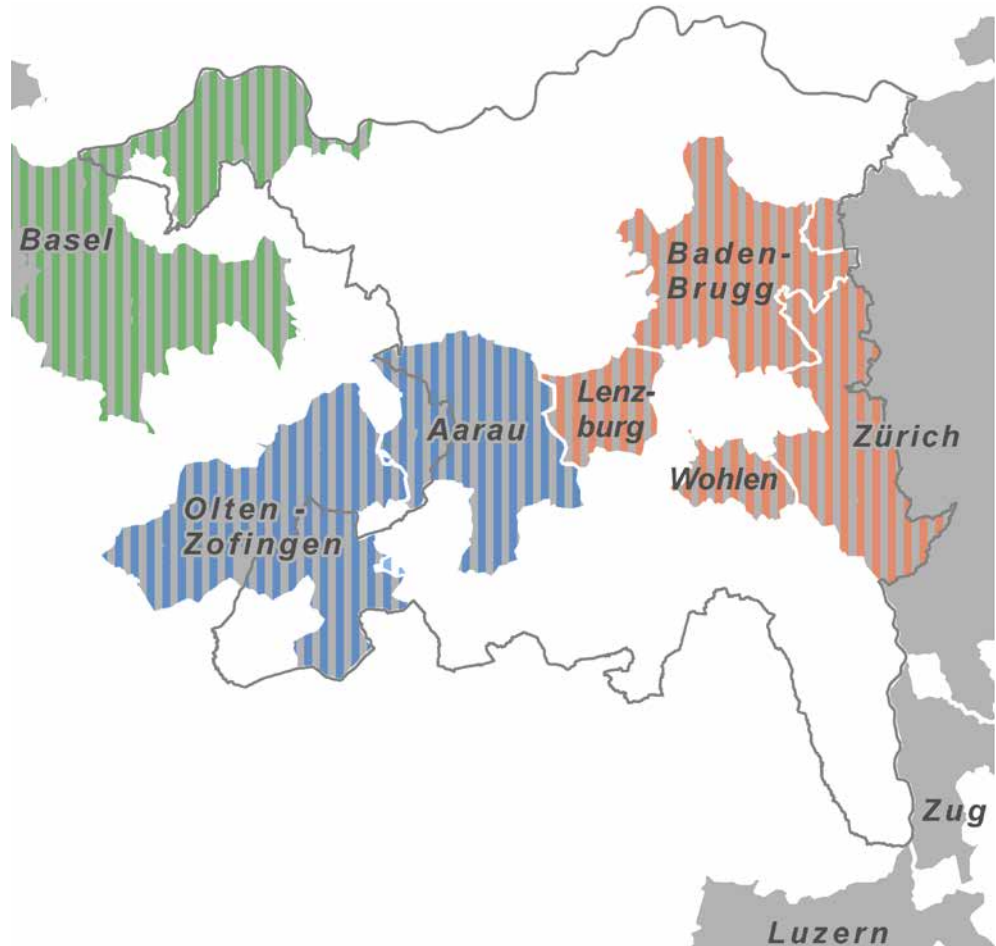 Basel
Baden-
Brugg
Lenz-
burg
Aarau
Zürich
Wohlen
Olten -
Zofingen
Zug
Luzern